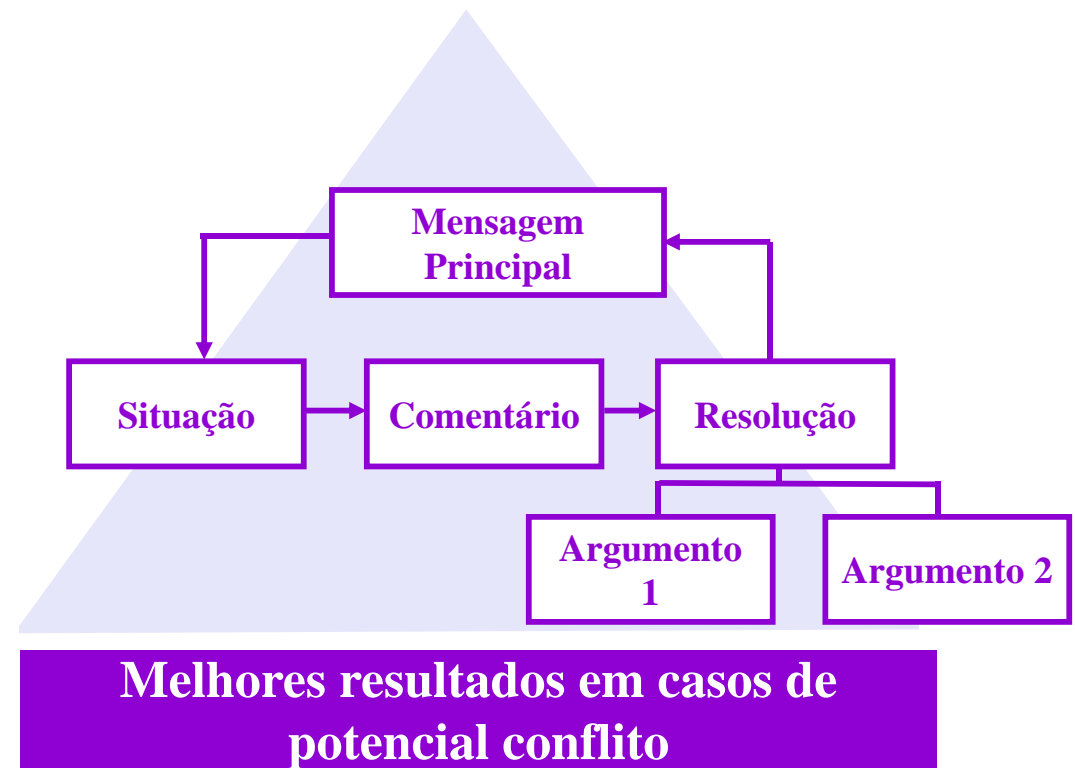 Mensagem
Principal
Situação
Comentário
Resolução
Argumento
1
Argumento 2
Melhores resultados em casos de
potencial conflito